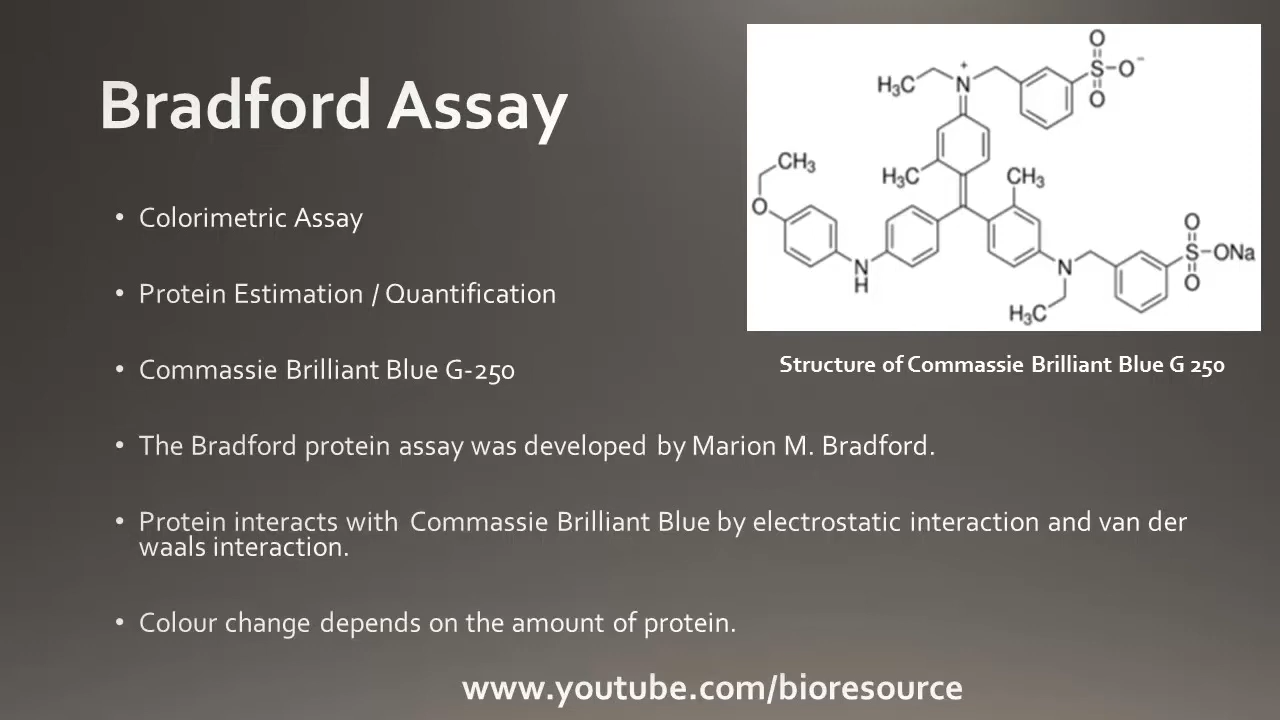 Bradford Assay
• Colorimetric Assay
• Protein Estimation / Quantification
• Commassie Brilliant Blue G-250
• The Bradford protein assay was developed by Marion M. Bradford.
• Protein interacts with Commassie Brilliant Blue by electrostatic interaction and van der
waals interaction.
• Colour change depends on the amount of protein.
O
H₃C N⁺ S O⁻
O
CH₃
H₃C CH₃
O
O
N N S ONa
H O
H₃C
Structure of Commassie Brilliant Blue G 250
www.youtube.com/bioresource